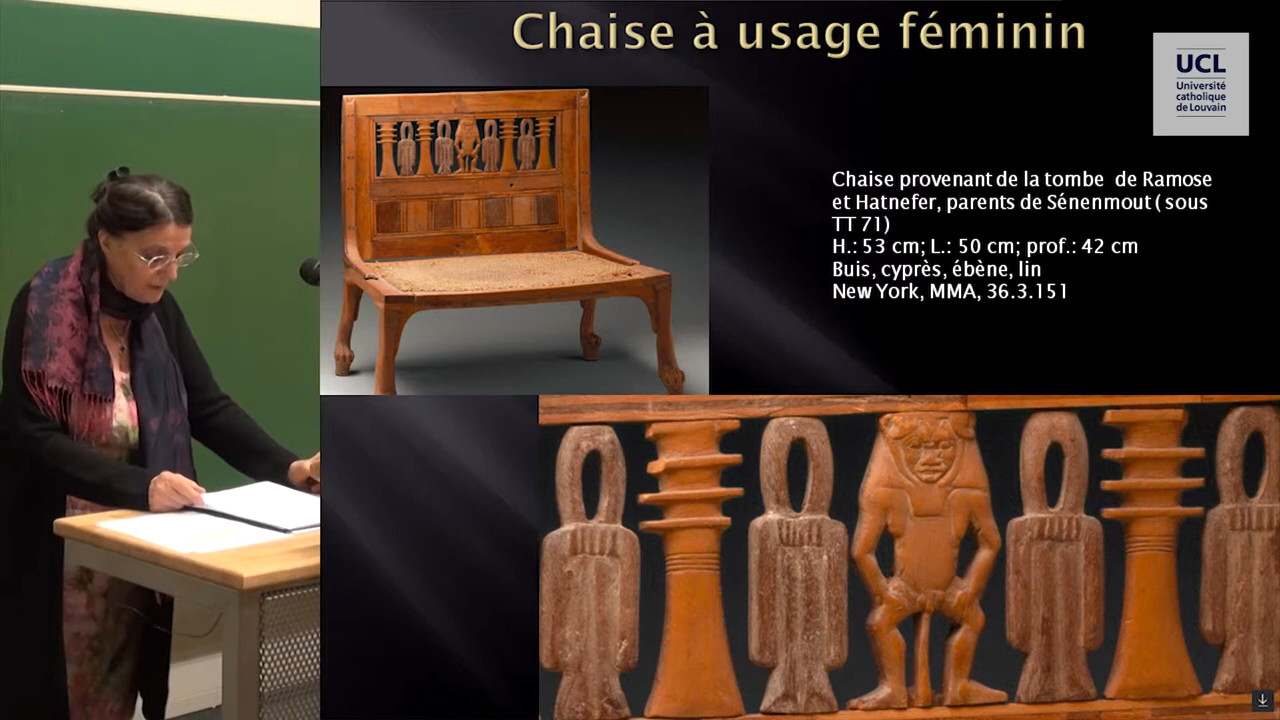 Chaise à usage féminin
UCL
Université
catholique
de Louvain
Chaise provenant de la tombe de Ramose
et Hatnefer, parents de Sénenmout ( sous
TT 71)
H.: 53 cm; L.: 50 cm; prof.: 42 cm
Buis, cyprès, ébène, lin
New York, MMA, 36.3.151